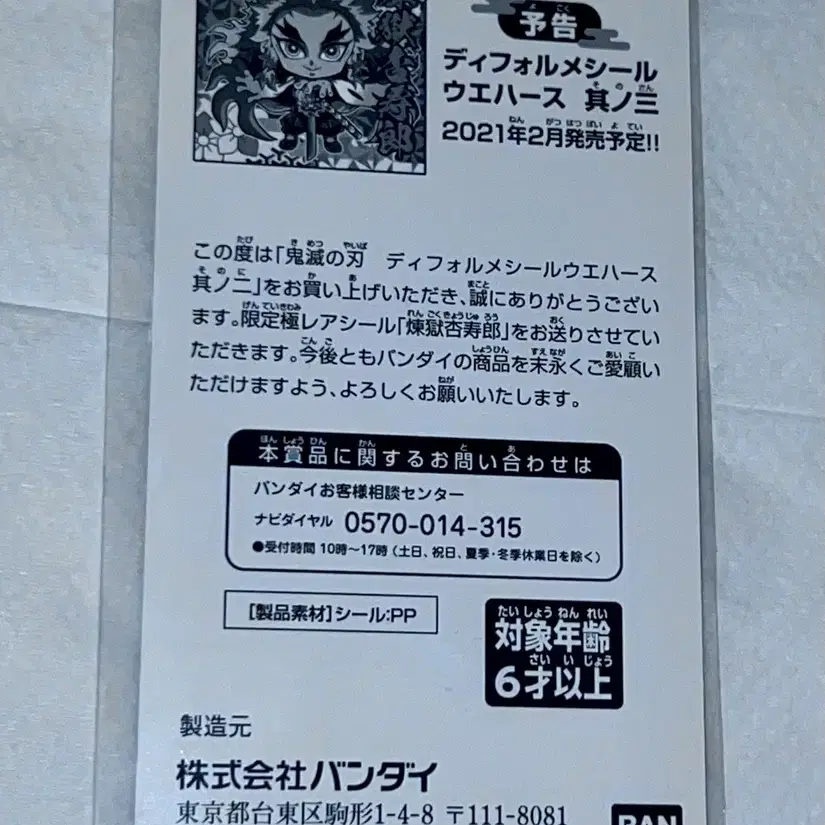 予告
ディフォルメシール
ウエハース 其ノ三
2021年2月発売予定!!
この度は「鬼滅の刃 ディフォルメシールウエハース
其ノ二」をお買い上げいただき、誠にありがとうござい
ます。限定極レアシール「煉獄杏寿郎」をお送りさせてい
ただきます。今後ともバンダイの商品を末永くご愛顧い
ただけますよう、よろしくお願いいたします。
本賞品に関するお問い合わせは
バンダイお客様相談センター
ナビダイヤル 0570-014-315
●受付時間 10時～17時（土日、祝日、夏季・冬季休業日を除く）
[製品素材]シール:PP
対象年齢
6才以上
製造元
株式会社バンダイ
東京都台東区駒形1-4-8 〒111-8081
BAN